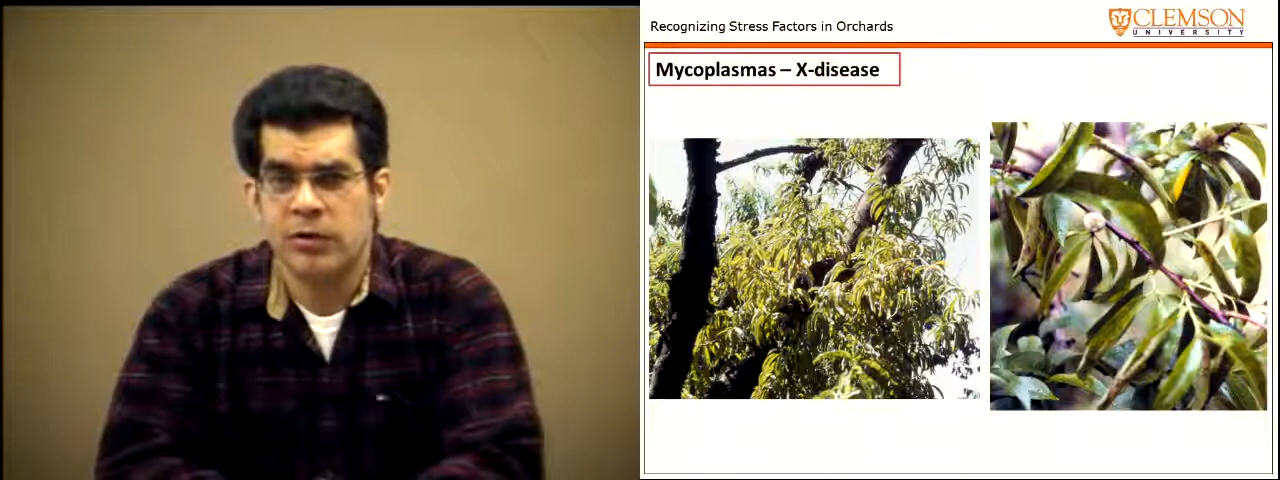 Recognizing Stress Factors in Orchards
CLEMSON
UNIVERSITY
Mycoplasmas – X-disease